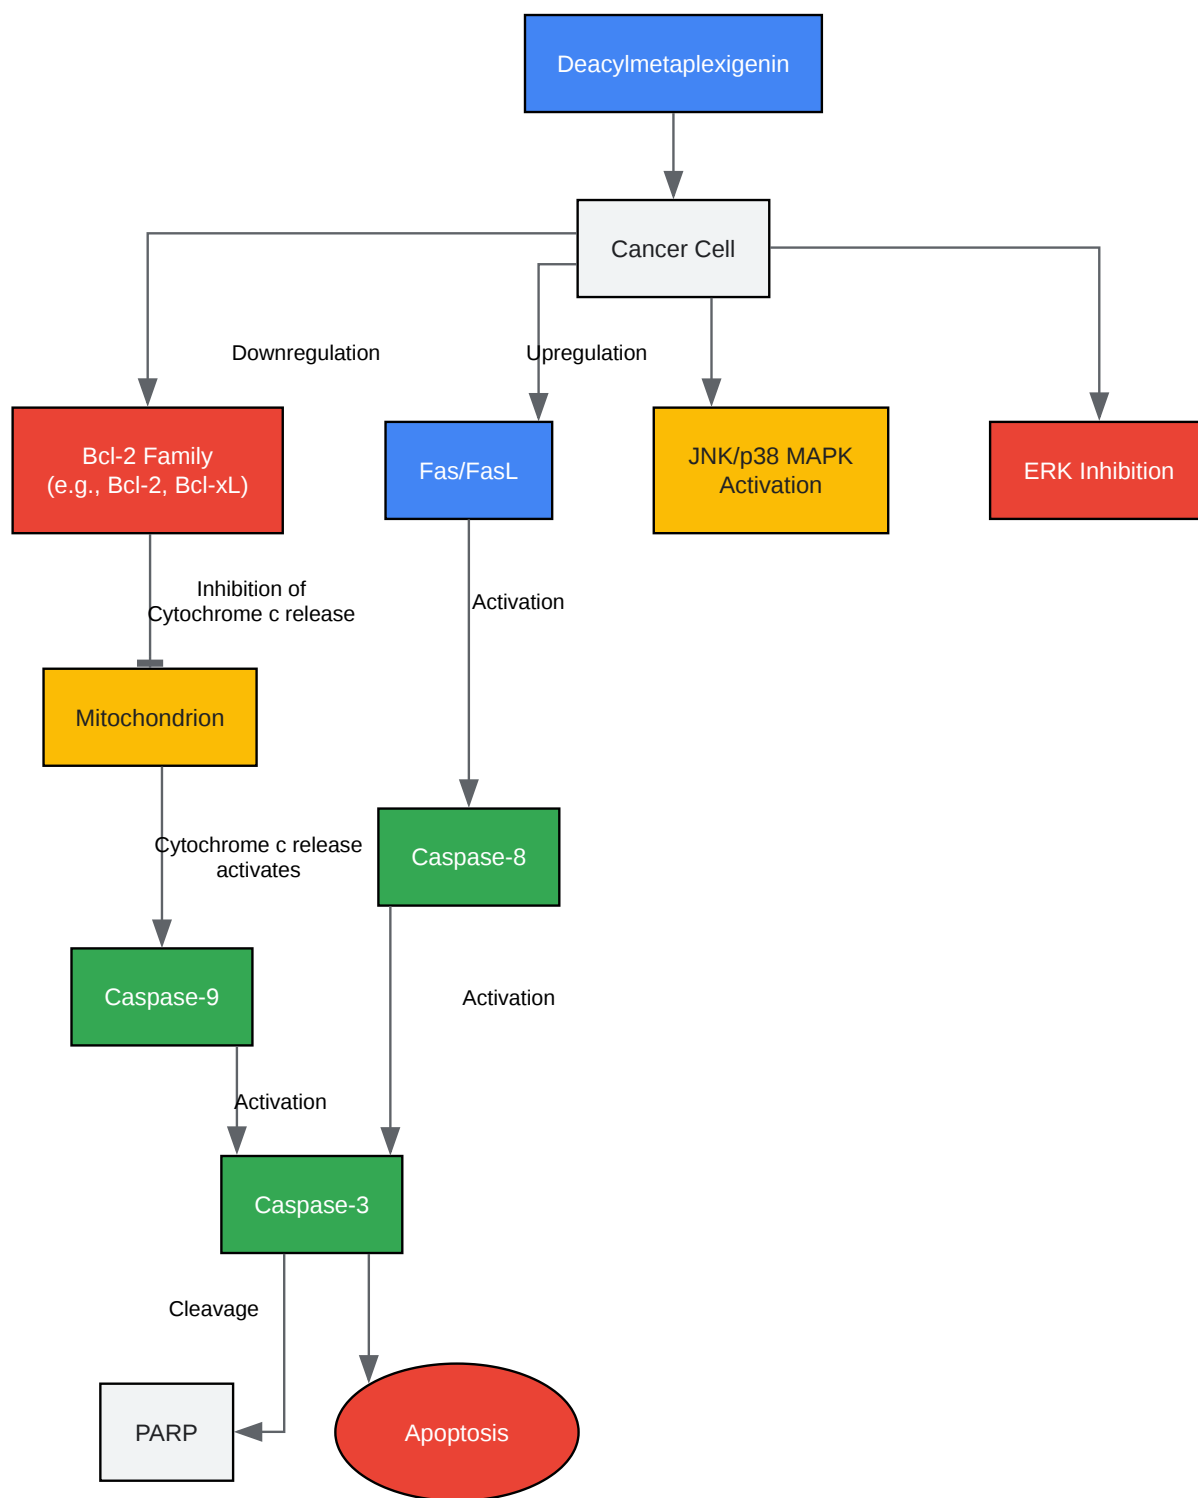 Deacylmetaplexigenin
Cancer Cell
Downregulation
Upregulation
Bcl-2 Family
(e.g., Bcl-2, Bcl-xL)
Fas/FasL
JNK/p38 MAPK
Activation
ERK Inhibition
Inhibition of
Cytochrome c release
Activation
Mitochondrion
Cytochrome c release
activates
Caspase-8
Caspase-9
Activation
Activation
Caspase-3
Cleavage
PARP
Apoptosis